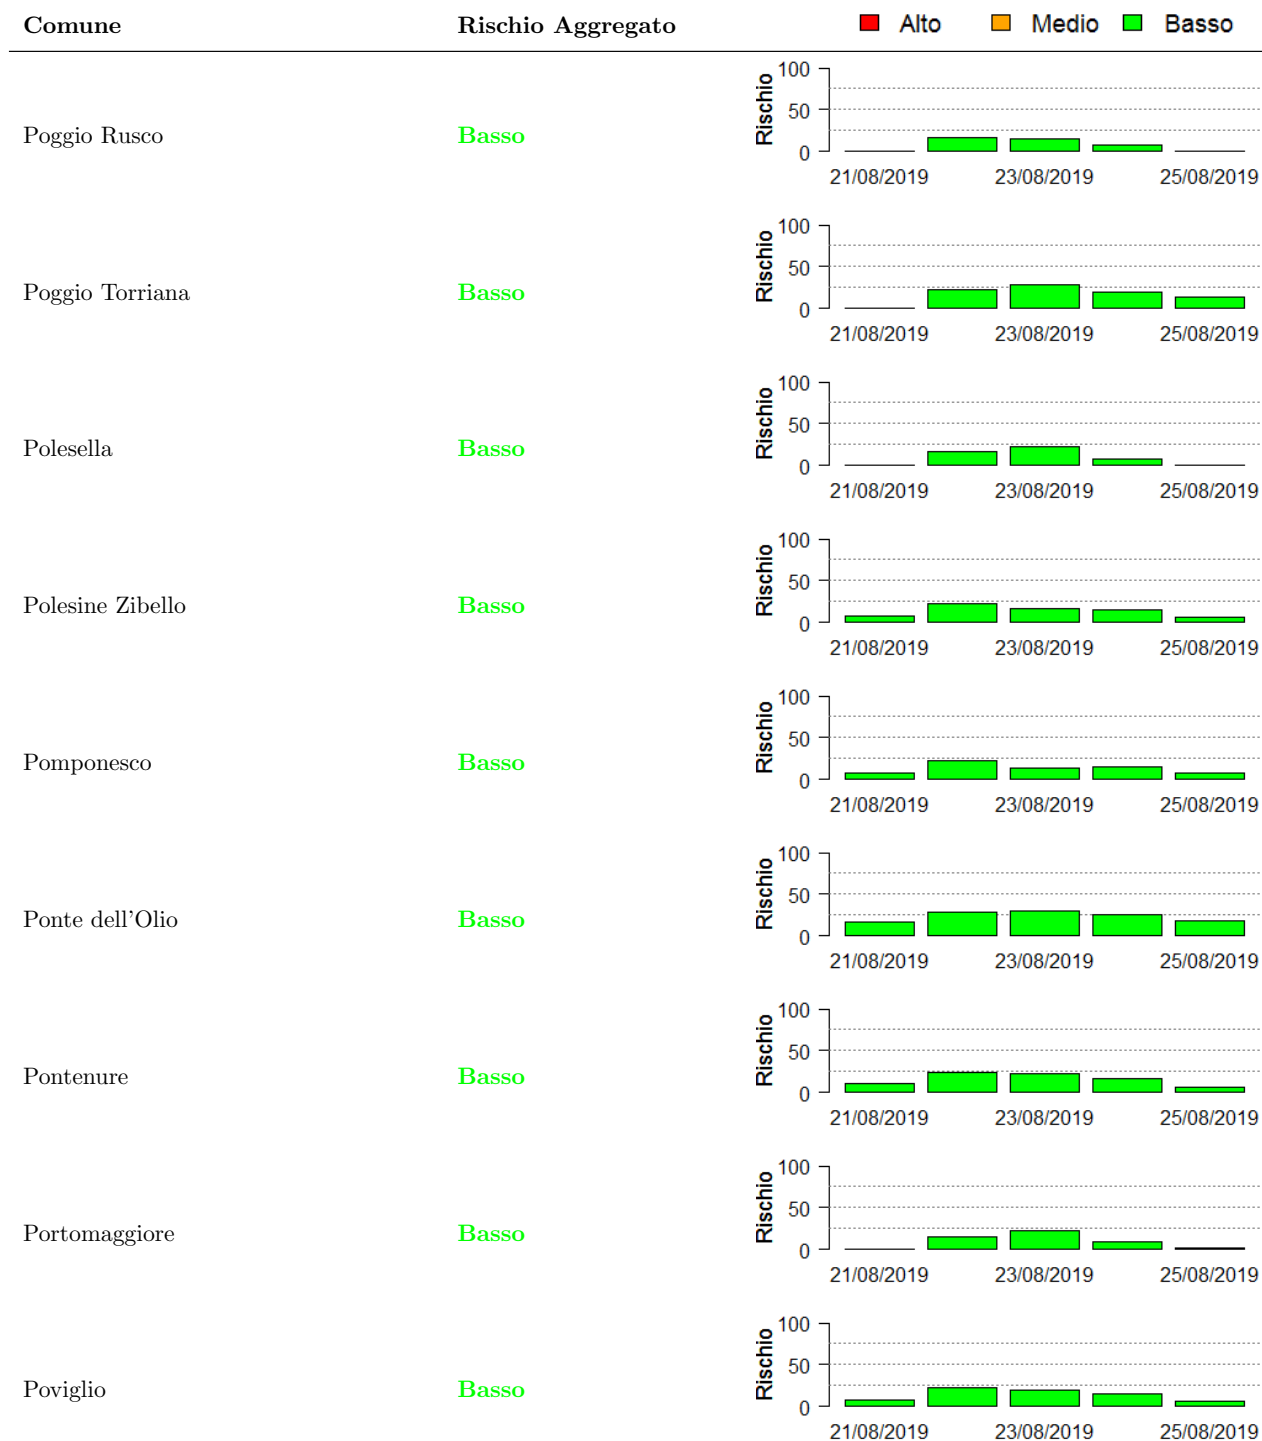 Comune Rischio Aggregato Alto Medio Basso
Poggio Rusco Basso Rischio 100 50 0
21/08/2019 23/08/2019 25/08/2019
Poggio Torriana Basso Rischio 100 50 0
21/08/2019 23/08/2019 25/08/2019
Polesella Basso Rischio 100 50 0
21/08/2019 23/08/2019 25/08/2019
Polesine Zibello Basso Rischio 100 50 0
21/08/2019 23/08/2019 25/08/2019
Pomponesco Basso Rischio 100 50 0
21/08/2019 23/08/2019 25/08/2019
Ponte dell'Olio Basso Rischio 100 50 0
21/08/2019 23/08/2019 25/08/2019
Pontenure Basso Rischio 100 50 0
21/08/2019 23/08/2019 25/08/2019
Portomaggiore Basso Rischio 100 50 0
21/08/2019 23/08/2019 25/08/2019
Poviglio Basso Rischio 100 50 0
21/08/2019 23/08/2019 25/08/2019